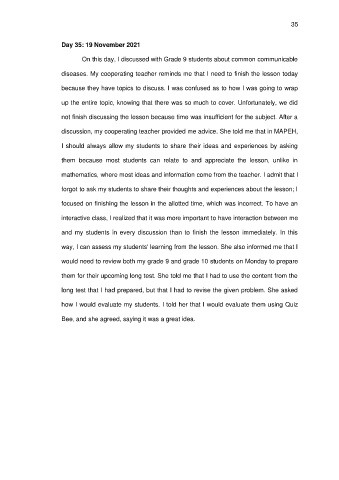 35
Day 35: 19 November 2021
On this day, I discussed with Grade 9 students about common communicable
diseases. My cooperating teacher reminds me that I need to finish the lesson today
because they have topics to discuss. I was confused as to how I was going to wrap
up the entire topic, knowing that there was so much to cover. Unfortunately, we did
not finish discussing the lesson because time was insufficient for the subject. After a
discussion, my cooperating teacher provided me advice. She told me that in MAPEH,
I should always allow my students to share their ideas and experiences by asking
them because most students can relate to and appreciate the lesson, unlike in
mathematics, where most ideas and information come from the teacher. I admit that I
forgot to ask my students to share their thoughts and experiences about the lesson; I
focused on finishing the lesson in the allotted time, which was incorrect. To have an
interactive class, I realized that it was more important to have interaction between me
and my students in every discussion than to finish the lesson immediately. In this
way, I can assess my students' learning from the lesson. She also informed me that I
would need to review both my grade 9 and grade 10 students on Monday to prepare
them for their upcoming long test. She told me that I had to use the content from the
long test that I had prepared, but that I had to revise the given problem. She asked
how I would evaluate my students. I told her that I would evaluate them using Quiz
Bee, and she agreed, saying it was a great idea.